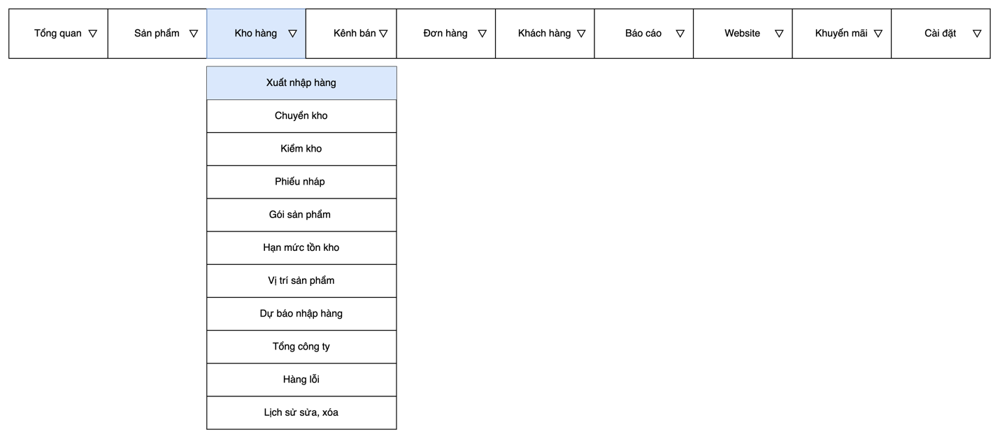 Tổng quan
Sản phẩm
Kho hàng
Kênh bán
Đơn hàng
Khách hàng
Báo cáo
Website
Khuyến mãi
Cài đặt
Xuất nhập hàng
Chuyển kho
Kiểm kho
Phiếu nháp
Gói sản phẩm
Hạn mức tồn kho
Vị trí sản phẩm
Dự báo nhập hàng
Tổng công ty
Hàng lỗi
Lịch sử sửa, xóa